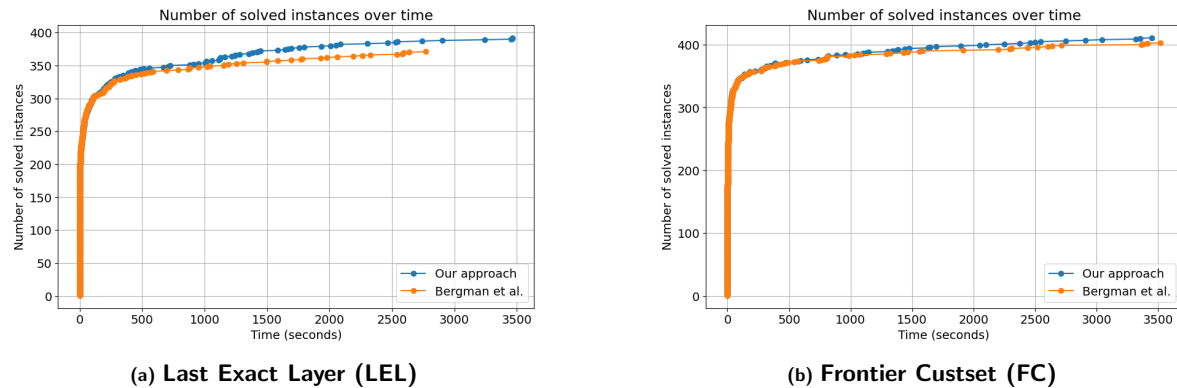 Number of solved instances over time
400
350
300
250
200
150
100
50
0
Number of solved instances
0 500 1000 1500 2000 2500 3000 3500
Time (seconds)
Our approach
Bergman et al.
(a) Last Exact Layer (LEL)
Number of solved instances over time
400
300
200
100
0
Number of solved instances
0 500 1000 1500 2000 2500 3000 3500
Time (seconds)
Our approach
Bergman et al.
(b) Frontier Custset (FC)